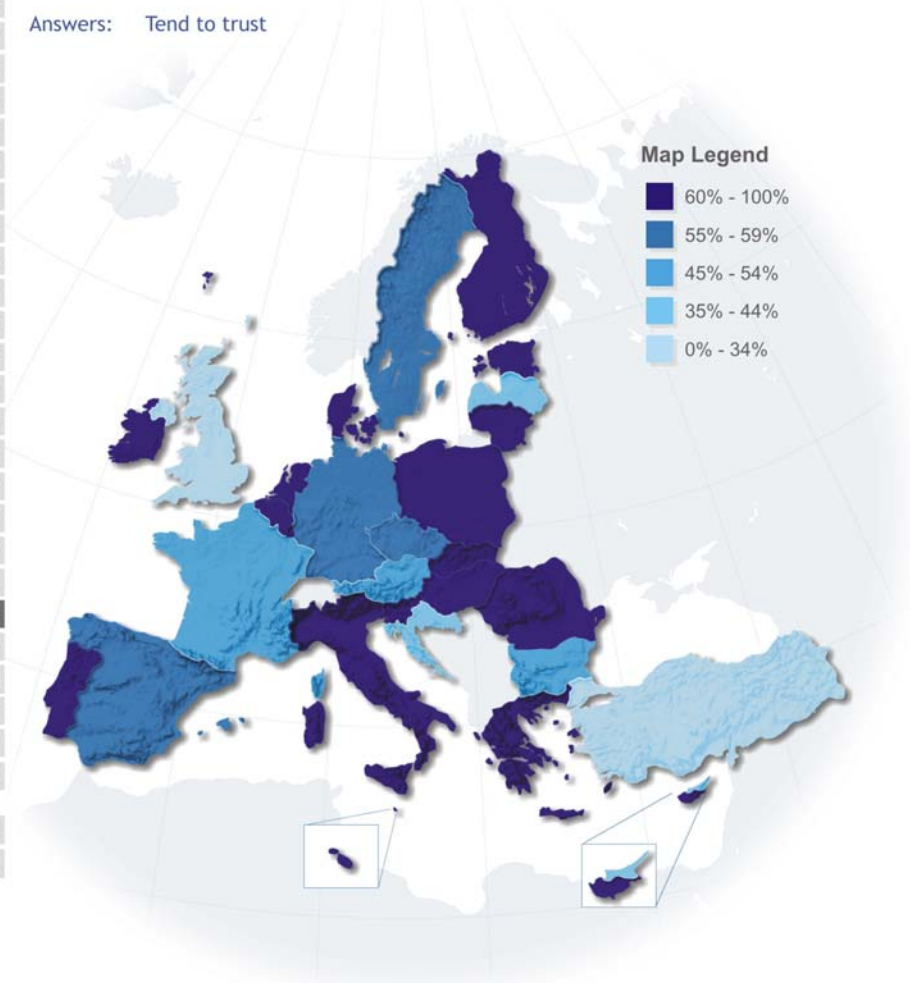 Answers: Tend to trust
Map Legend
60% - 100%
55% - 59%
45% - 54%
35% - 44%
0% - 34%